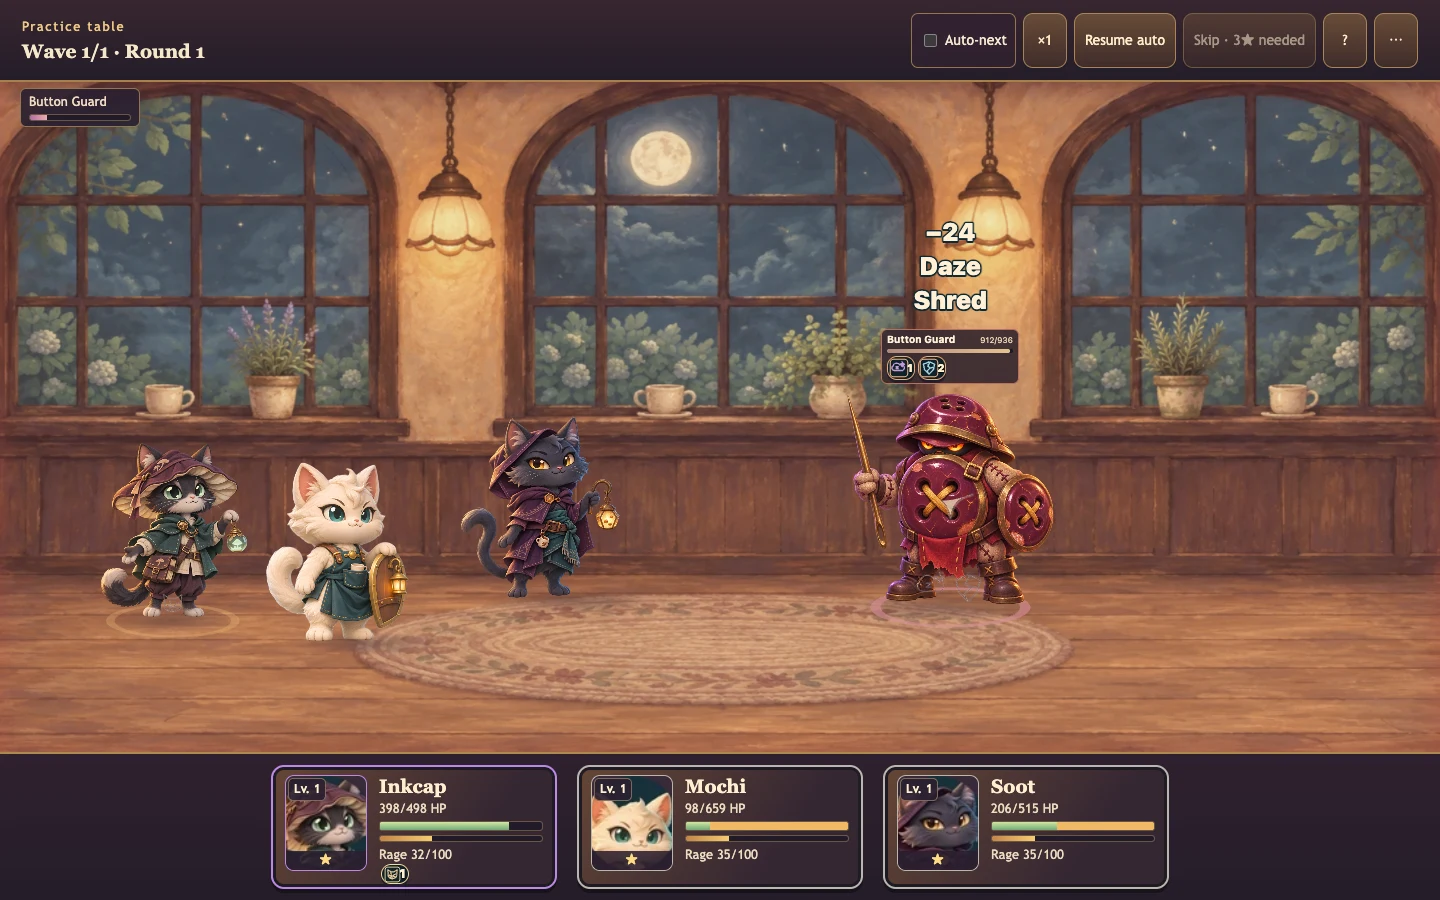 Practice table
Wave 1/1 · Round 1
Auto-next
×1
Resume auto
Skip · 3★ needed
?
···
Button Guard
−24
Daze
Shred
Button Guard 912/936
1 2
Lv. 1
Inkcap
398/498 HP
Rage 32/100
1
Lv. 1
Mochi
98/659 HP
Rage 35/100
Lv. 1
Soot
206/515 HP
Rage 35/100